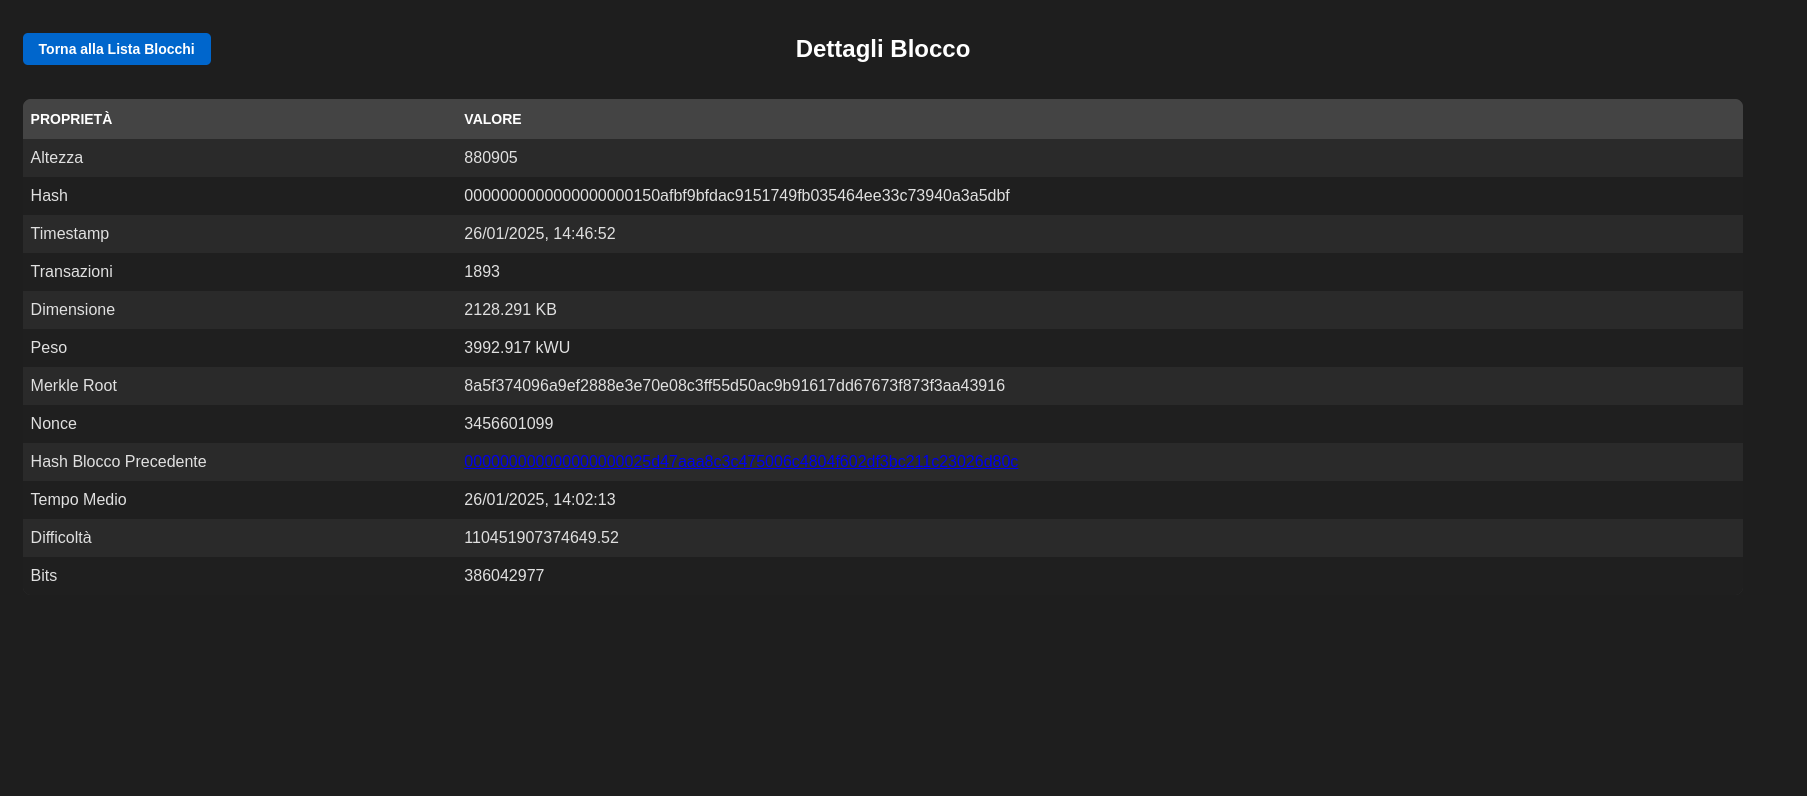 Torna alla Lista Blocchi
Dettagli Blocco
PROPRIETÀ VALORE
Altezza 880905
Hash 0000000000000000000150afbf9bfdac9151749fb035464ee33c73940a3a5dbf
Timestamp 26/01/2025, 14:46:52
Transazioni 1893
Dimensione 2128.291 KB
Peso 3992.917 kWU
Merkle Root 8a5f374096a9ef2888e3e70e08c3ff55d50ac9b91617dd67673f873f3aa43916
Nonce 3456601099
Hash Blocco Precedente 00000000000000000025d47aaa8c3c475006c4804f602df3bc211c23026d80c
Tempo Medio 26/01/2025, 14:02:13
Difficoltà 110451907374649.52
Bits 386042977